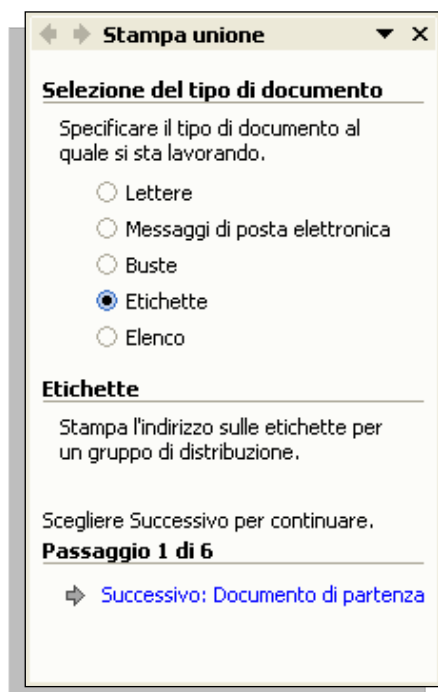 Stampa unione
Selezione del tipo di documento
Specificare il tipo di documento al
quale si sta lavorando.
Lettere
Messaggi di posta elettronica
Buste
Etichette
Elenco
Etichette
Stampa l'indirizzo sulle etichette per
un gruppo di distribuzione.
Scegliere Successivo per continuare.
Passaggio 1 di 6
Successivo: Documento di partenza